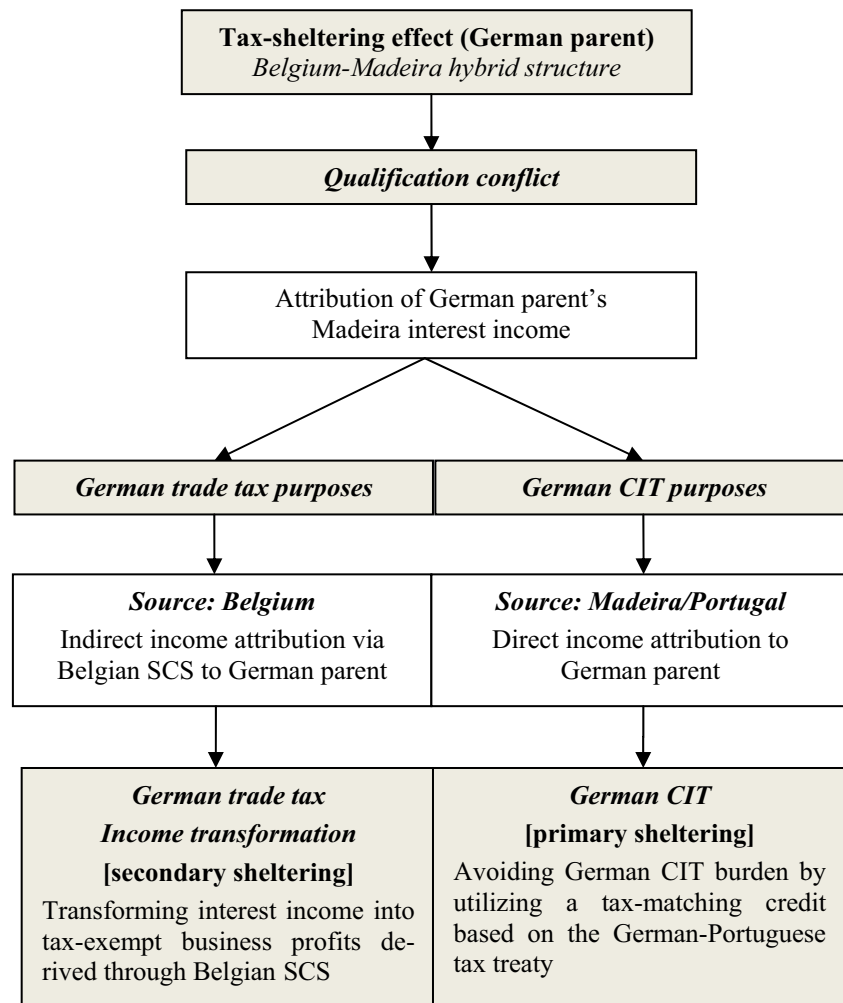 Tax-sheltering effect (German parent)
Belgium-Madeira hybrid structure
Qualification conflict
Attribution of German parent’s
Madeira interest income
German trade tax purposes
German CIT purposes
Source: Belgium
Indirect income attribution via
Belgian SCS to German parent
Source: Madeira/Portugal
Direct income attribution to
German parent
German trade tax
Income transformation
[secondary sheltering]
Transforming interest income into
tax-exempt business profits de-
rived through Belgian SCS
German CIT
[primary sheltering]
Avoiding German CIT burden by
utilizing a tax-matching credit
based on the German-Portuguese
tax treaty